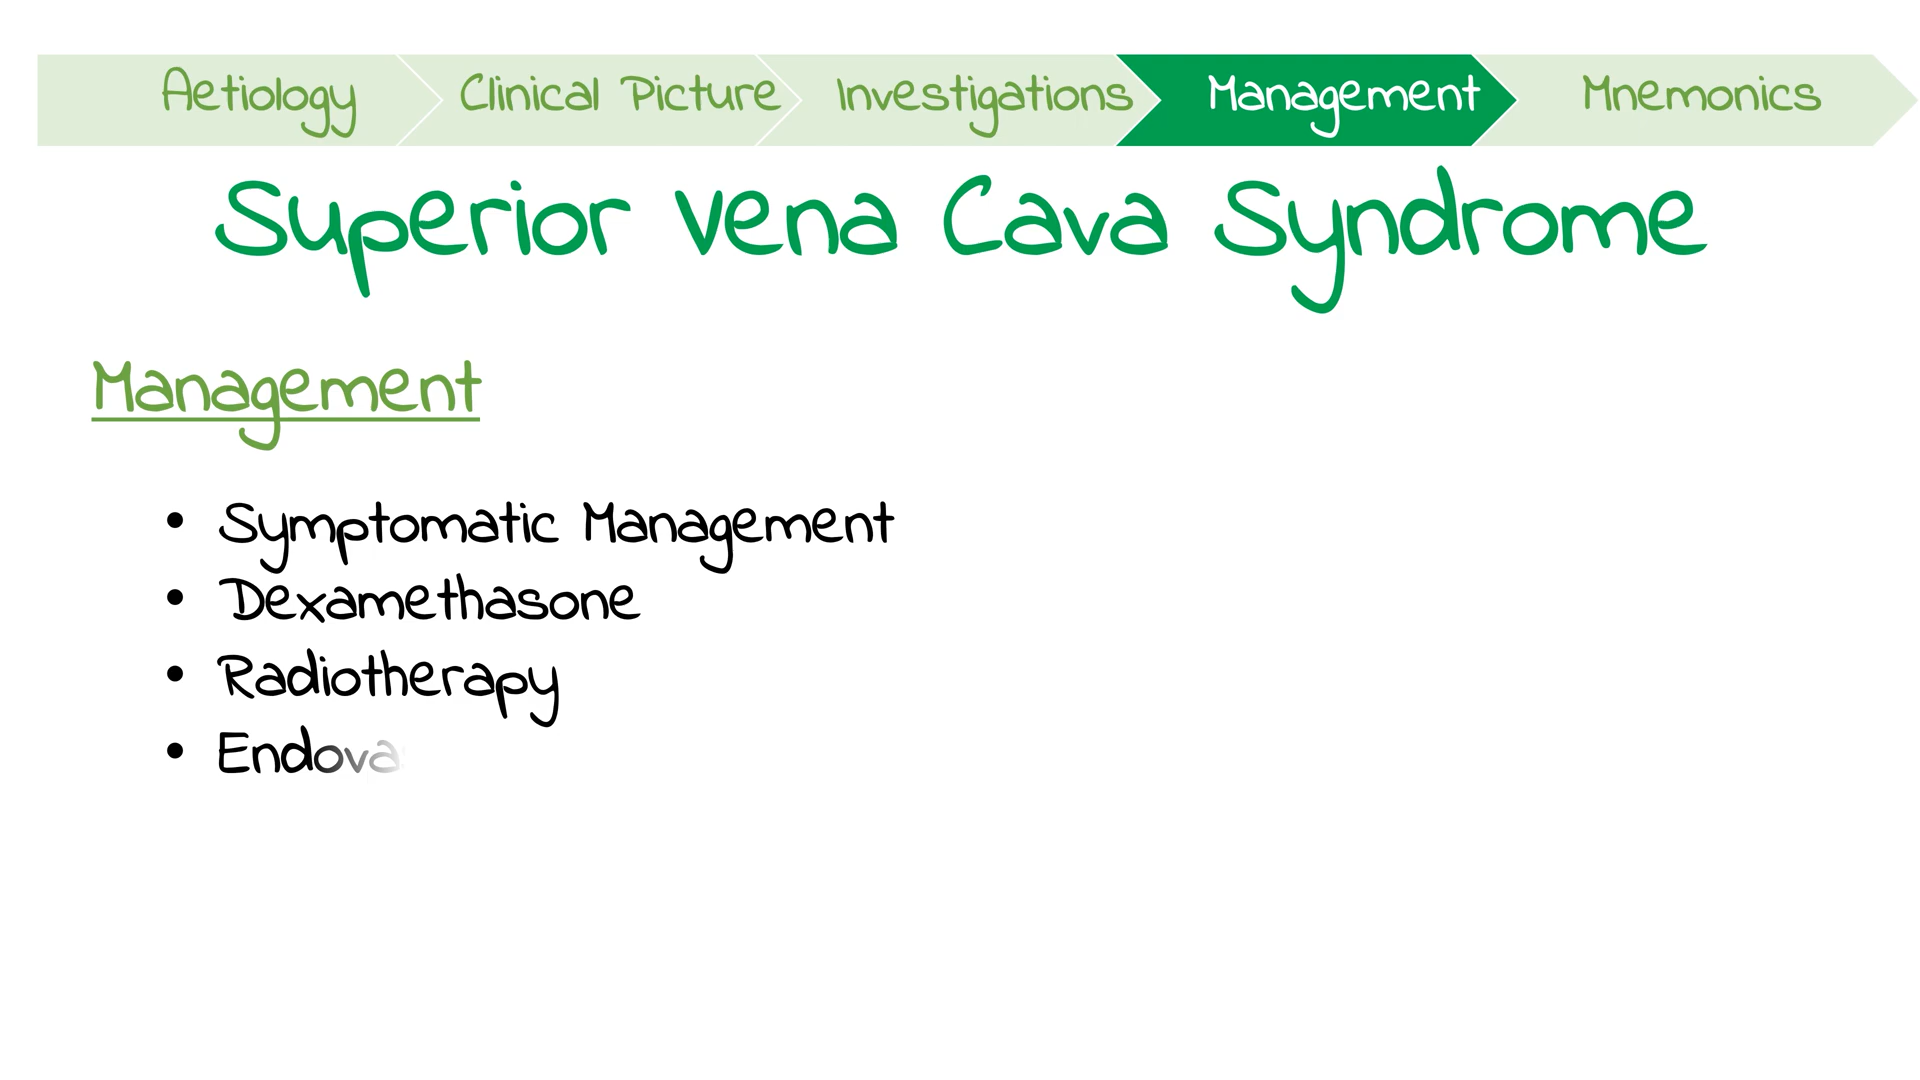 Aetiology Clinical Picture Investigations Management Mnemonics
Superior Vena Cava Syndrome
Management
• Symptomatic Management
• Dexamethasone
• Radiotherapy
• Endova